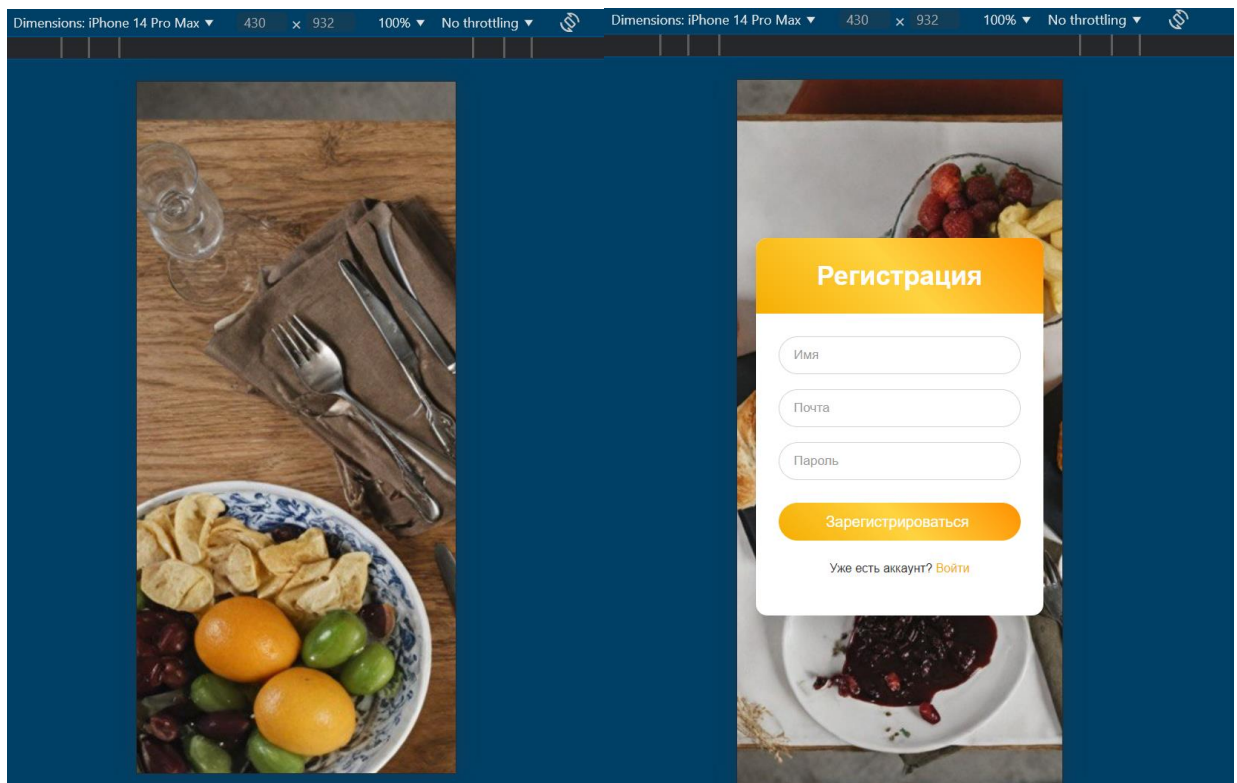 Dimensions: iPhone 14 Pro Max ▼ 430 × 932 100% ▼ No throttling ▼
Dimensions: iPhone 14 Pro Max ▼ 430 × 932 100% ▼ No throttling ▼
Регистрация
Имя
Почта
Пароль
Зарегистрироваться
Уже есть аккаунт? Войти